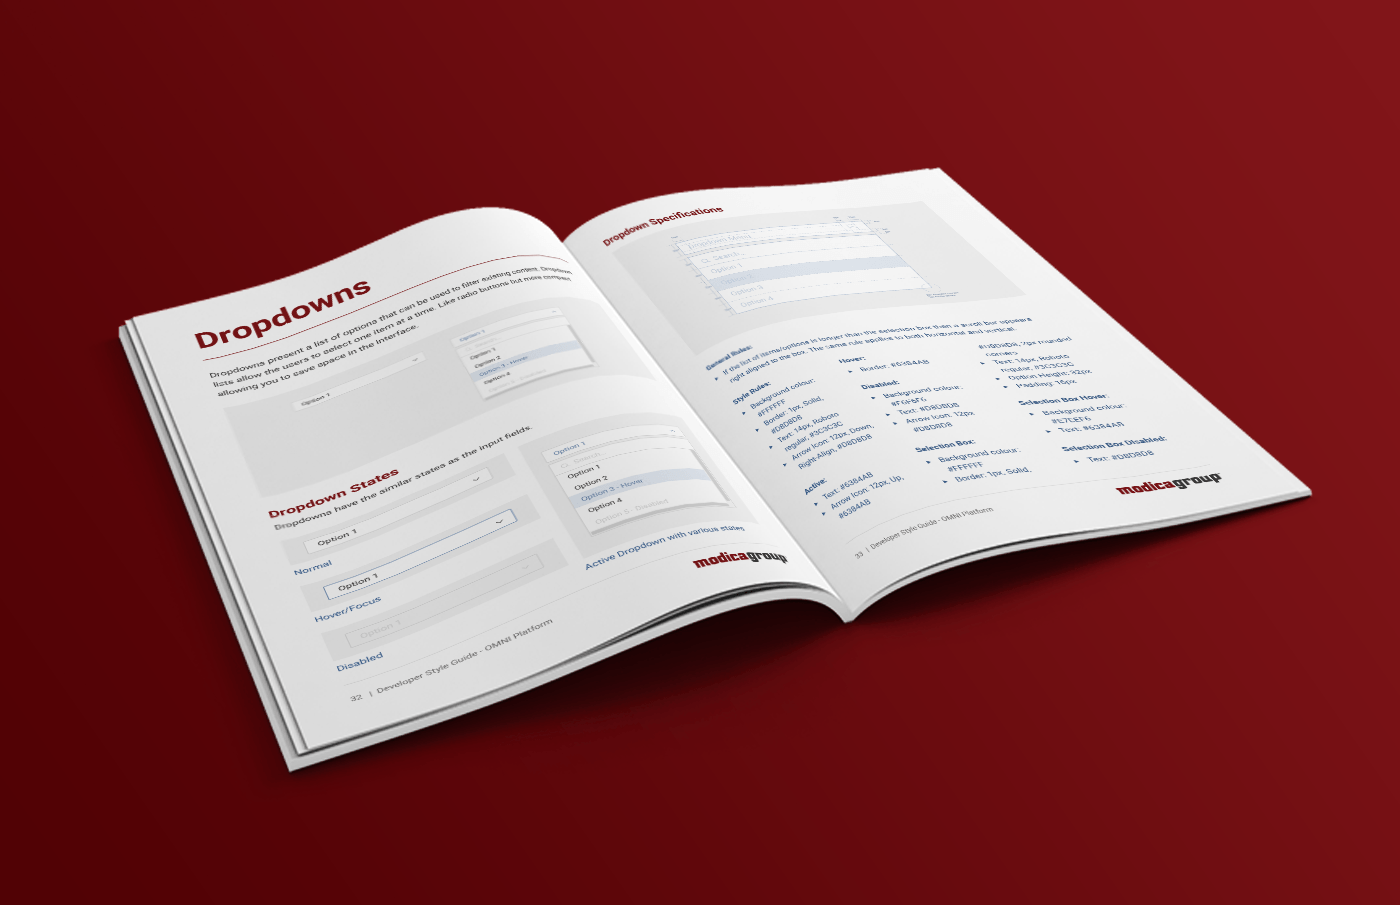 Dropdowns
Dropdowns present a list of options that can be used to filter existing content. Dropdown
lists allow the users to select one item at a time. Like radio buttons but more compact
allowing you to save space in the interface.
Option 1
Option 1
Option 1
Option 2
Option 3 - Hover
Option 4
Dropdown States
Dropdowns have the similar states as the input fields.
Option 1
Normal
Option 1
Hover/Focus
Option 1
Disabled
Option 1
Search...
Option 1
Option 2
Option 3 - Hover
Option 4
Option 5 - Disabled
Active Dropdown with various states
modicagroup
32 | Developer Style Guide - OMNI Platform
Dropdown Specifications
Dropdown Menu
Search...
Option 1
Option 3
Option 4
General Rules:
If the list of items/options is longer than the selection box than a scroll bar appears
right aligned to the box. The same rule applies to both horizontal and vertical.
Style Rules:
Background colour:
#FFFFFF
Border: 1px, Solid,
#D8D8D8
Text: 14px, Roboto
regular, #3C3C3C
Arrow Icon: 12px, Down,
Right-Align, #D8D8D8
Active:
Text: #6384AB
Arrow Icon: 12px, Up,
#6384AB
Hover:
Border, #6384AB
Disabled:
Background colour:
#F6F6F6
Text: #D8D8D8
Arrow Icon: 12px
#D8D8D8
Selection Box:
Background colour:
#FFFFFF
Border: 1px, Solid,
#D8D8D8, 2px rounded
corners
Text: 14px, Roboto
regular, #3C3C3C
Option Height: 32px
Padding: 16px
Selection Box Hover:
Background colour:
#E7EEF6
Text: #6384AB
Selection Box Disabled:
Text: #D8D8D8
modicagroup
33 | Developer Style Guide - OMNI Platform